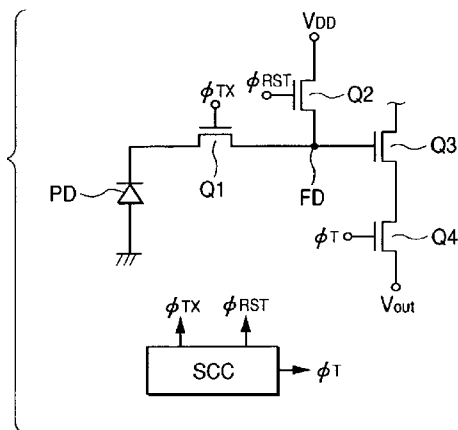 VDD
ϕRST
Q2
ϕTX
Q3
PD
Q1
FD
ϕT
Q4
Vout
ϕTX
ϕRST
SCC
ϕT